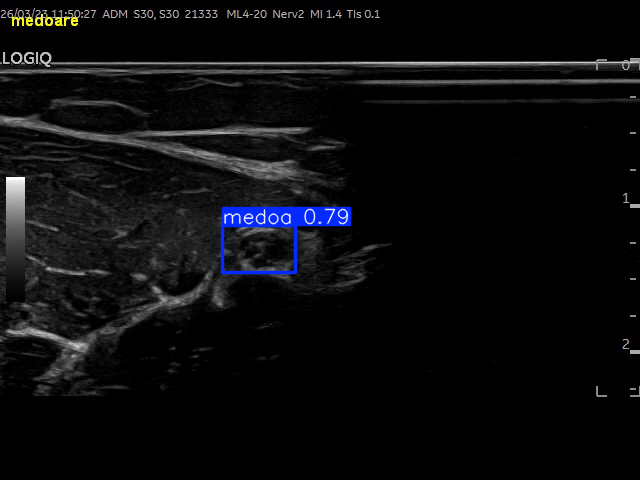 26/03/23 11:50:27 ADM S30, S30 21333 ML4-20 Nerv2 MI 1.4 TIs 0.1
medoare
LOGIQ
0
1
medoa 0.79
2